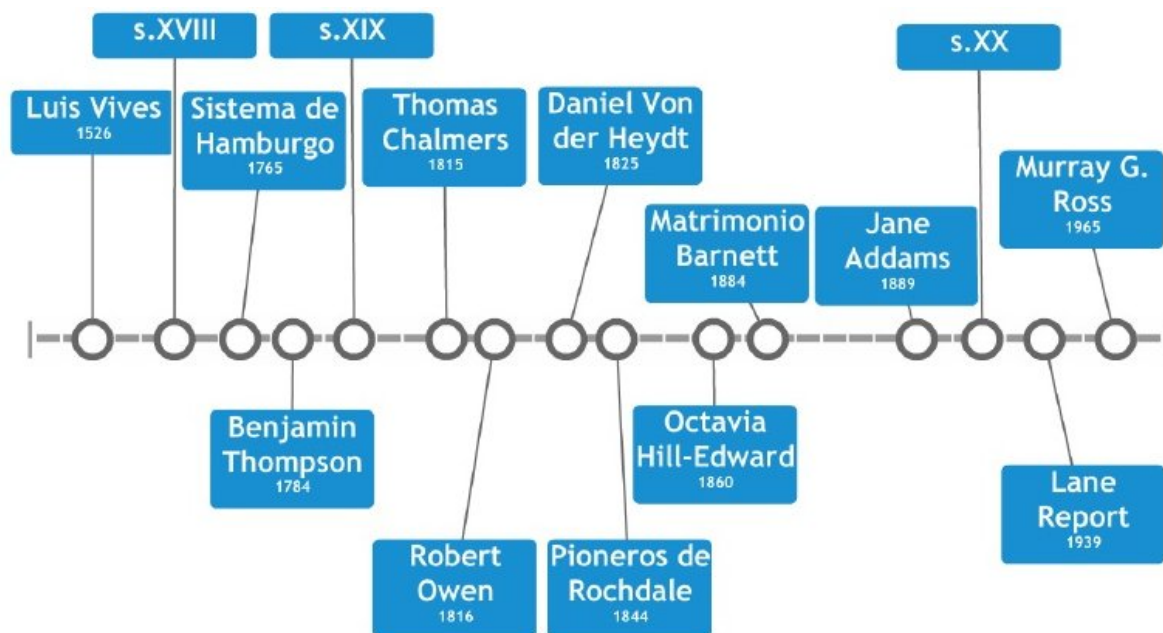 s.XVIII
s.XIX
s.XX
Luis Vives
1526
Sistema de
Hamburgo
1765
Thomas
Chalmers
1815
Daniel Von
der Heydt
1825
Matrimonio
Barnett
1884
Jane
Addams
1889
Murray G.
Ross
1965
Benjamin
Thompson
1784
Robert
Owen
1816
Pioneros de
Rochdale
1844
Octavia
Hill-Edward
1860
Lane
Report
1939